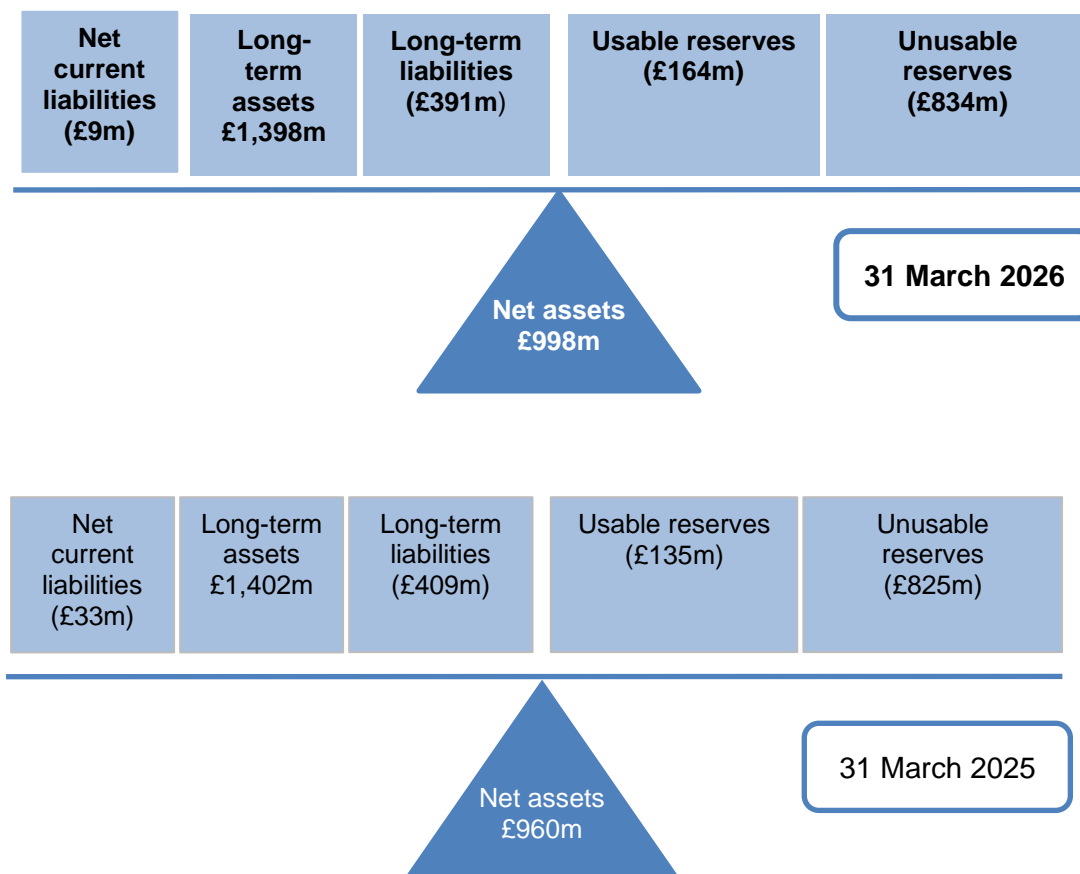 Net
current
liabilities
(£9m)
Long-
term
assets
£1,398m
Long-term
liabilities
(£391m)
Usable reserves
(£164m)
Unusable
reserves
(£834m)
Net assets
£998m
31 March 2026
Net
current
liabilities
(£33m)
Long-term
assets
£1,402m
Long-term
liabilities
(£409m)
Usable reserves
(£135m)
Unusable
reserves
(£825m)
Net assets
£960m
31 March 2025